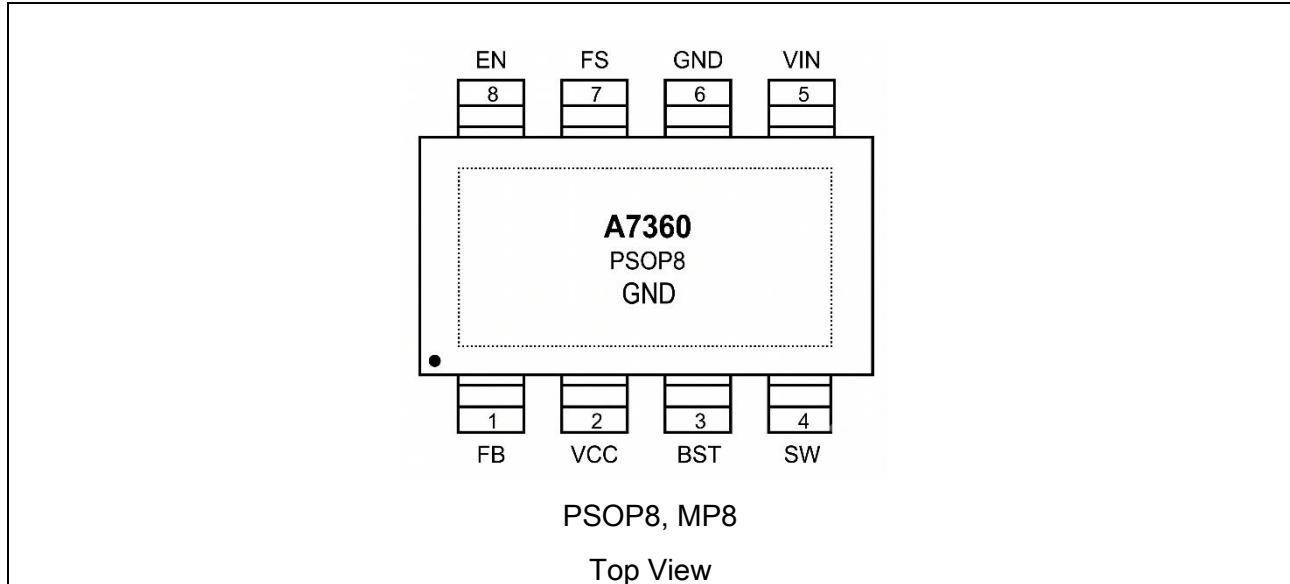 EN FS GND VIN
8 7 6 5
A7360
PSOP8
GND
1 2 3 4
FB VCC BST SW
PSOP8, MP8
Top View